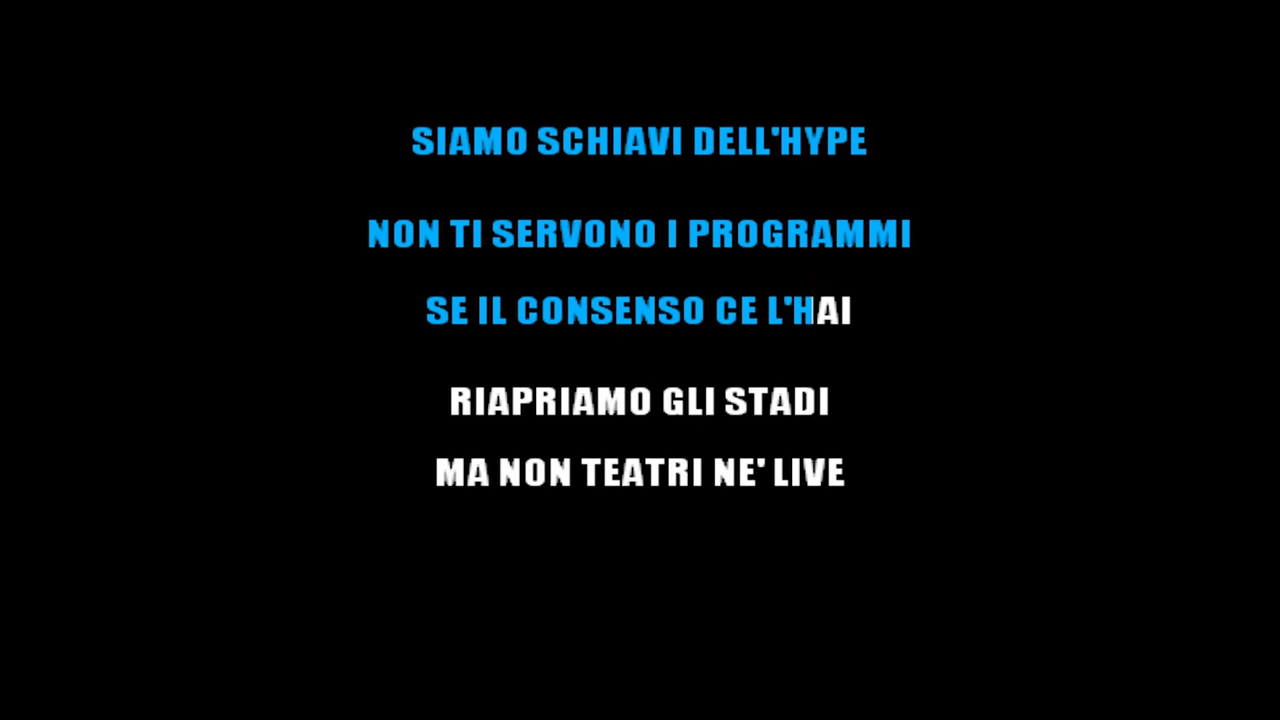 SIAMO SCHIAVI DELL'HYPE
NON TI SERVONO I PROGRAMMI
SE IL CONSENSO CE L'HAI
RIAPRIAMO GLI STADI
MA NON TEATRI NE' LIVE